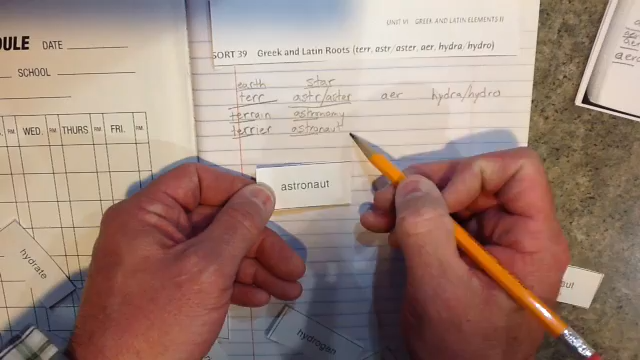 DULE DATE
SCHOOL
WED. THURS FRI.
UNIT VI GREEK AND LATIN ELEMENTS II
SORT 39 Greek and Latin Roots (terr, astr/aster, aer, hydra/hydro)
earth star
terr astr/aster aer hydra/hydro
terrain astronomy
terrier astronaut
astronaut
hydrate
hydrogen
aut